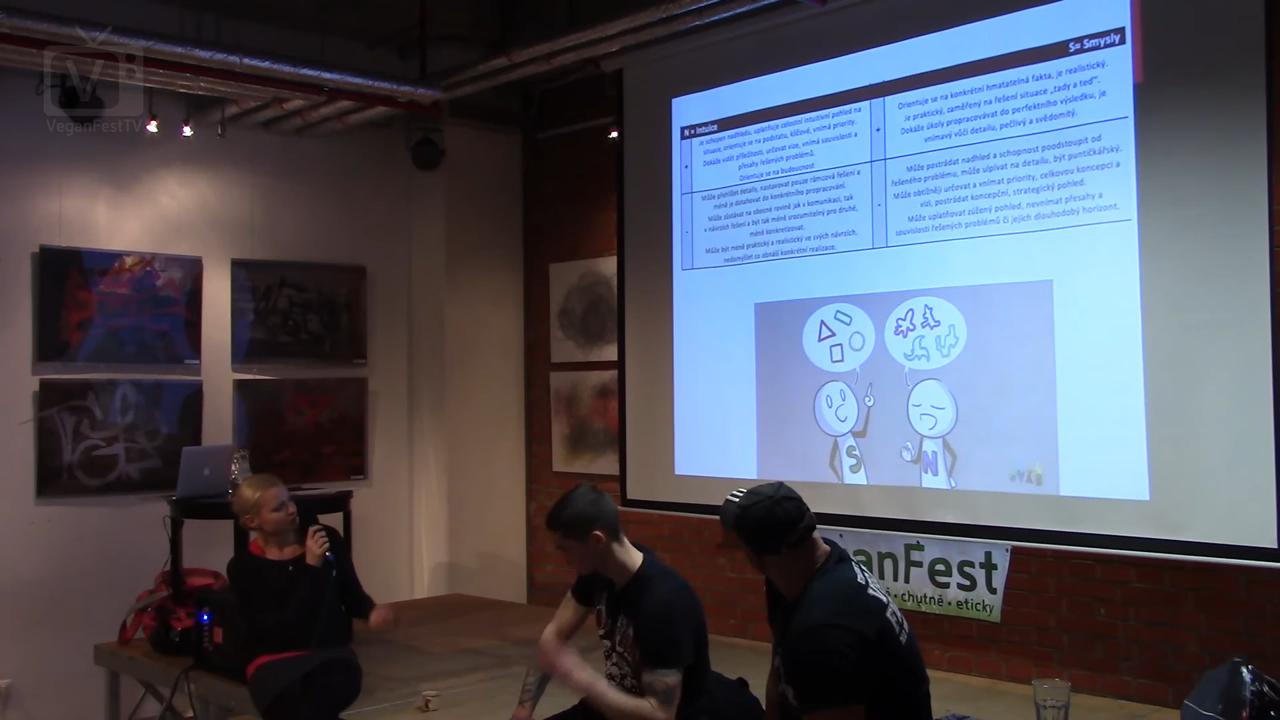 VeganFestTV
S= Smysly
N = Intuice
Je schopen nadhledu, uplatňuje celostní intuitivní pohled na
situace, orientuje se na podstatu, klíčové, vnímá priority.
Dokáže vidět příležitosti, určovat vize, vnímá souvislosti a
přesahy řešených problémů.
Orientuje se na budoucnost
+
Orientuje se na konkrétní hmatatelná fakta, je realistický.
Je praktický, zaměřený na řešení situace „tady a teď“.
Dokáže úkoly propracovávat do perfektního výsledku, je
vnímavý vůči detailu, pečlivý a svědomitý.
+
Může přehlížet detaily, nastavovat pouze rámcová řešení a
méně je dotahovat do konkrétního propracování.
Může zůstávat na obecné rovině jak v komunikaci, tak
v návrzích řešení a být tak méně srozumitelný pro druhé,
méně konkretizovat.
Může být méně praktický a realistický ve svých návrzích,
nedomýšlet co obnáší konkrétní realizace.
-
Může postrádat nadhled a schopnost poodstoupit od
řešeného problému, může ulpívat na detailu, být puntičkářský.
Může obtížněji určovat a vnímat priority, celkovou koncepci a
vizi, postrádat koncepční, strategický pohled.
Může uplatňovat zúžený pohled, nevnímat přesahy a
souvislosti řešených problémů či jejich dlouhodobý horizont.
-
S
N
anFest
• chutně • eticky